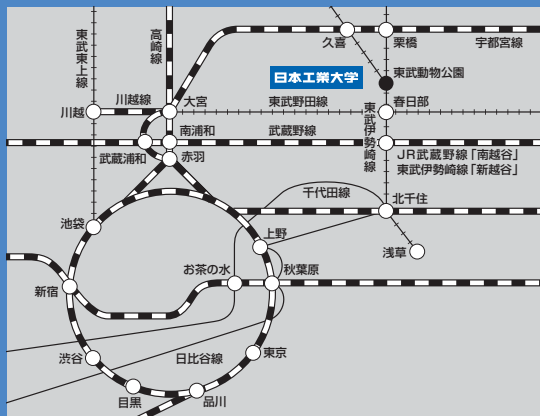 東武東上線
高崎線
久喜
栗橋
宇都宮線
日本工業大学
東武動物公園
川越線
大宮
東武野田線
春日部
川越
東武伊勢崎線
南浦和
武蔵野線
武蔵浦和
赤羽
JR武蔵野線「南越谷」
東武伊勢崎線「新越谷」
千代田線
北千住
池袋
上野
浅草
お茶の水
秋葉原
新宿
渋谷
日比谷線
東京
目黒
品川